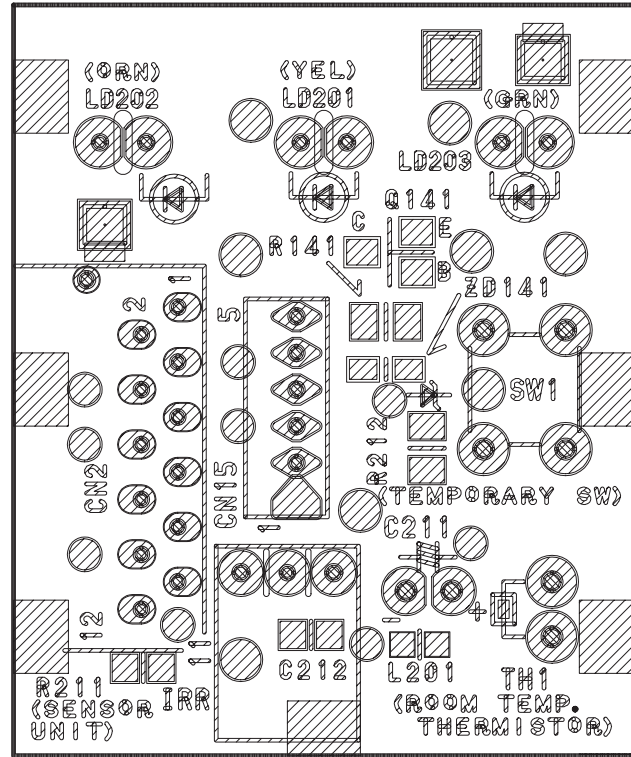 (ORN)
LD202
(YEL)
LD201
(GRN)
LD203
Q141
C
E
B
R141
ZD141
2
1
5
SW1
R212
CN2
CN15
(TEMPORARY SW)
C211
1
12
1
C212
L201
+
-
TH1
(ROOM TEMP.
THERMISTOR)
R211
IRR
(SENSOR
UNIT)